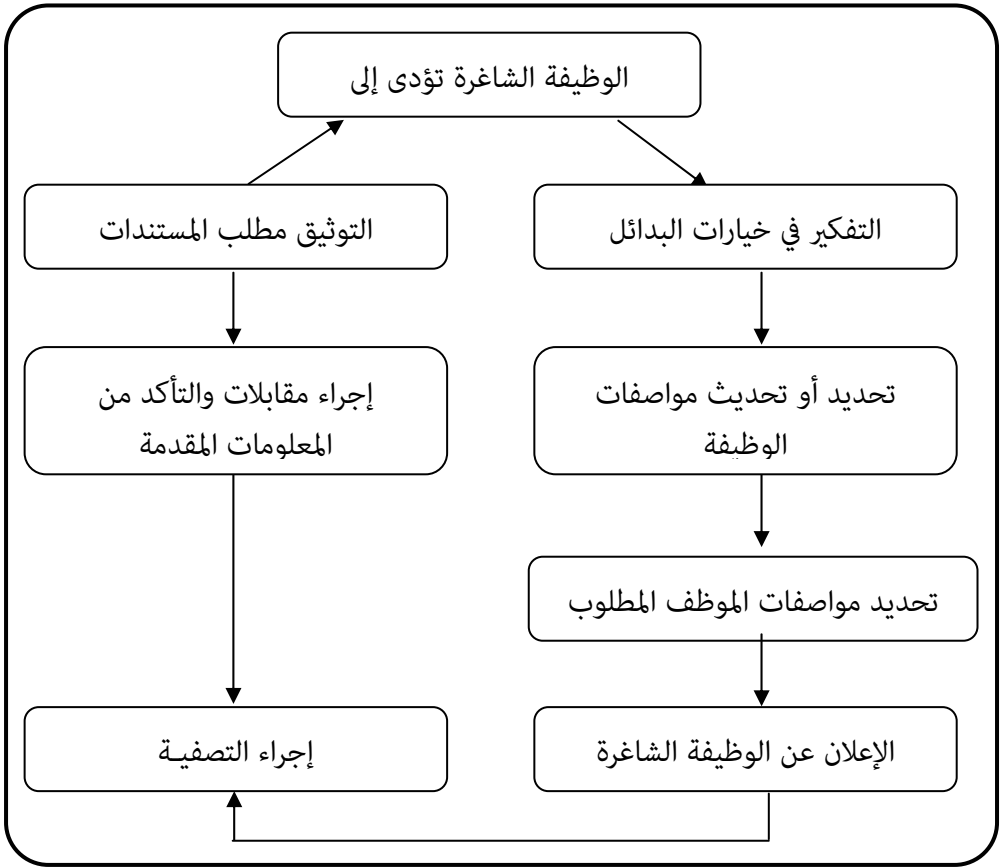 الوظيفة الشاغرة تؤدى إلى
التفكير في خيارات البدائل
التوثيق مطلب المستندات
تحديد أو تحديث مواصفات
الوظيفة
إجراء مقابلات والتأكد من
المعلومات المقدمة
تحديد مواصفات الموظف المطلوب
الإعلان عن الوظيفة الشاغرة
إجراء التصفيـة